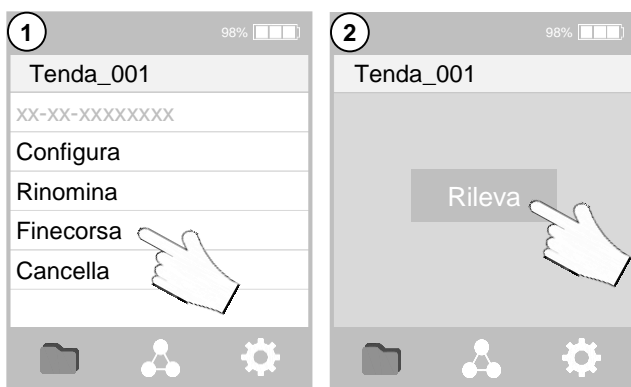 1
98%
Tenda_001
xx-xx-xxxxxxxx
Configura
Rinomina
Finecorsa
Cancella
2
98%
Tenda_001
Rileva